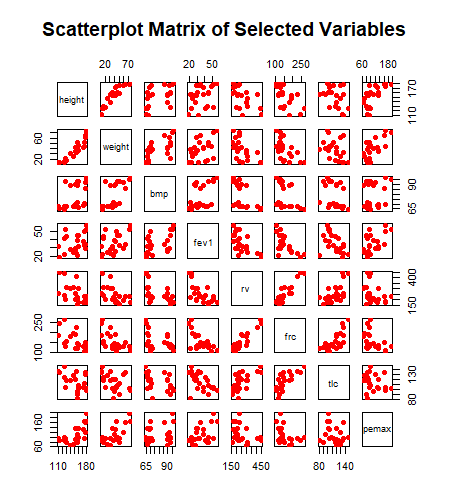 Scatterplot Matrix of Selected Variables
20 70 20 50 100 250 60 180
height 110 170
20 60 weight
bmp 65 90
20 50 fev1
rv 150 400
100 250 frc
tlc 80 130
60 160 pemax
110 180 65 90 150 450 80 140